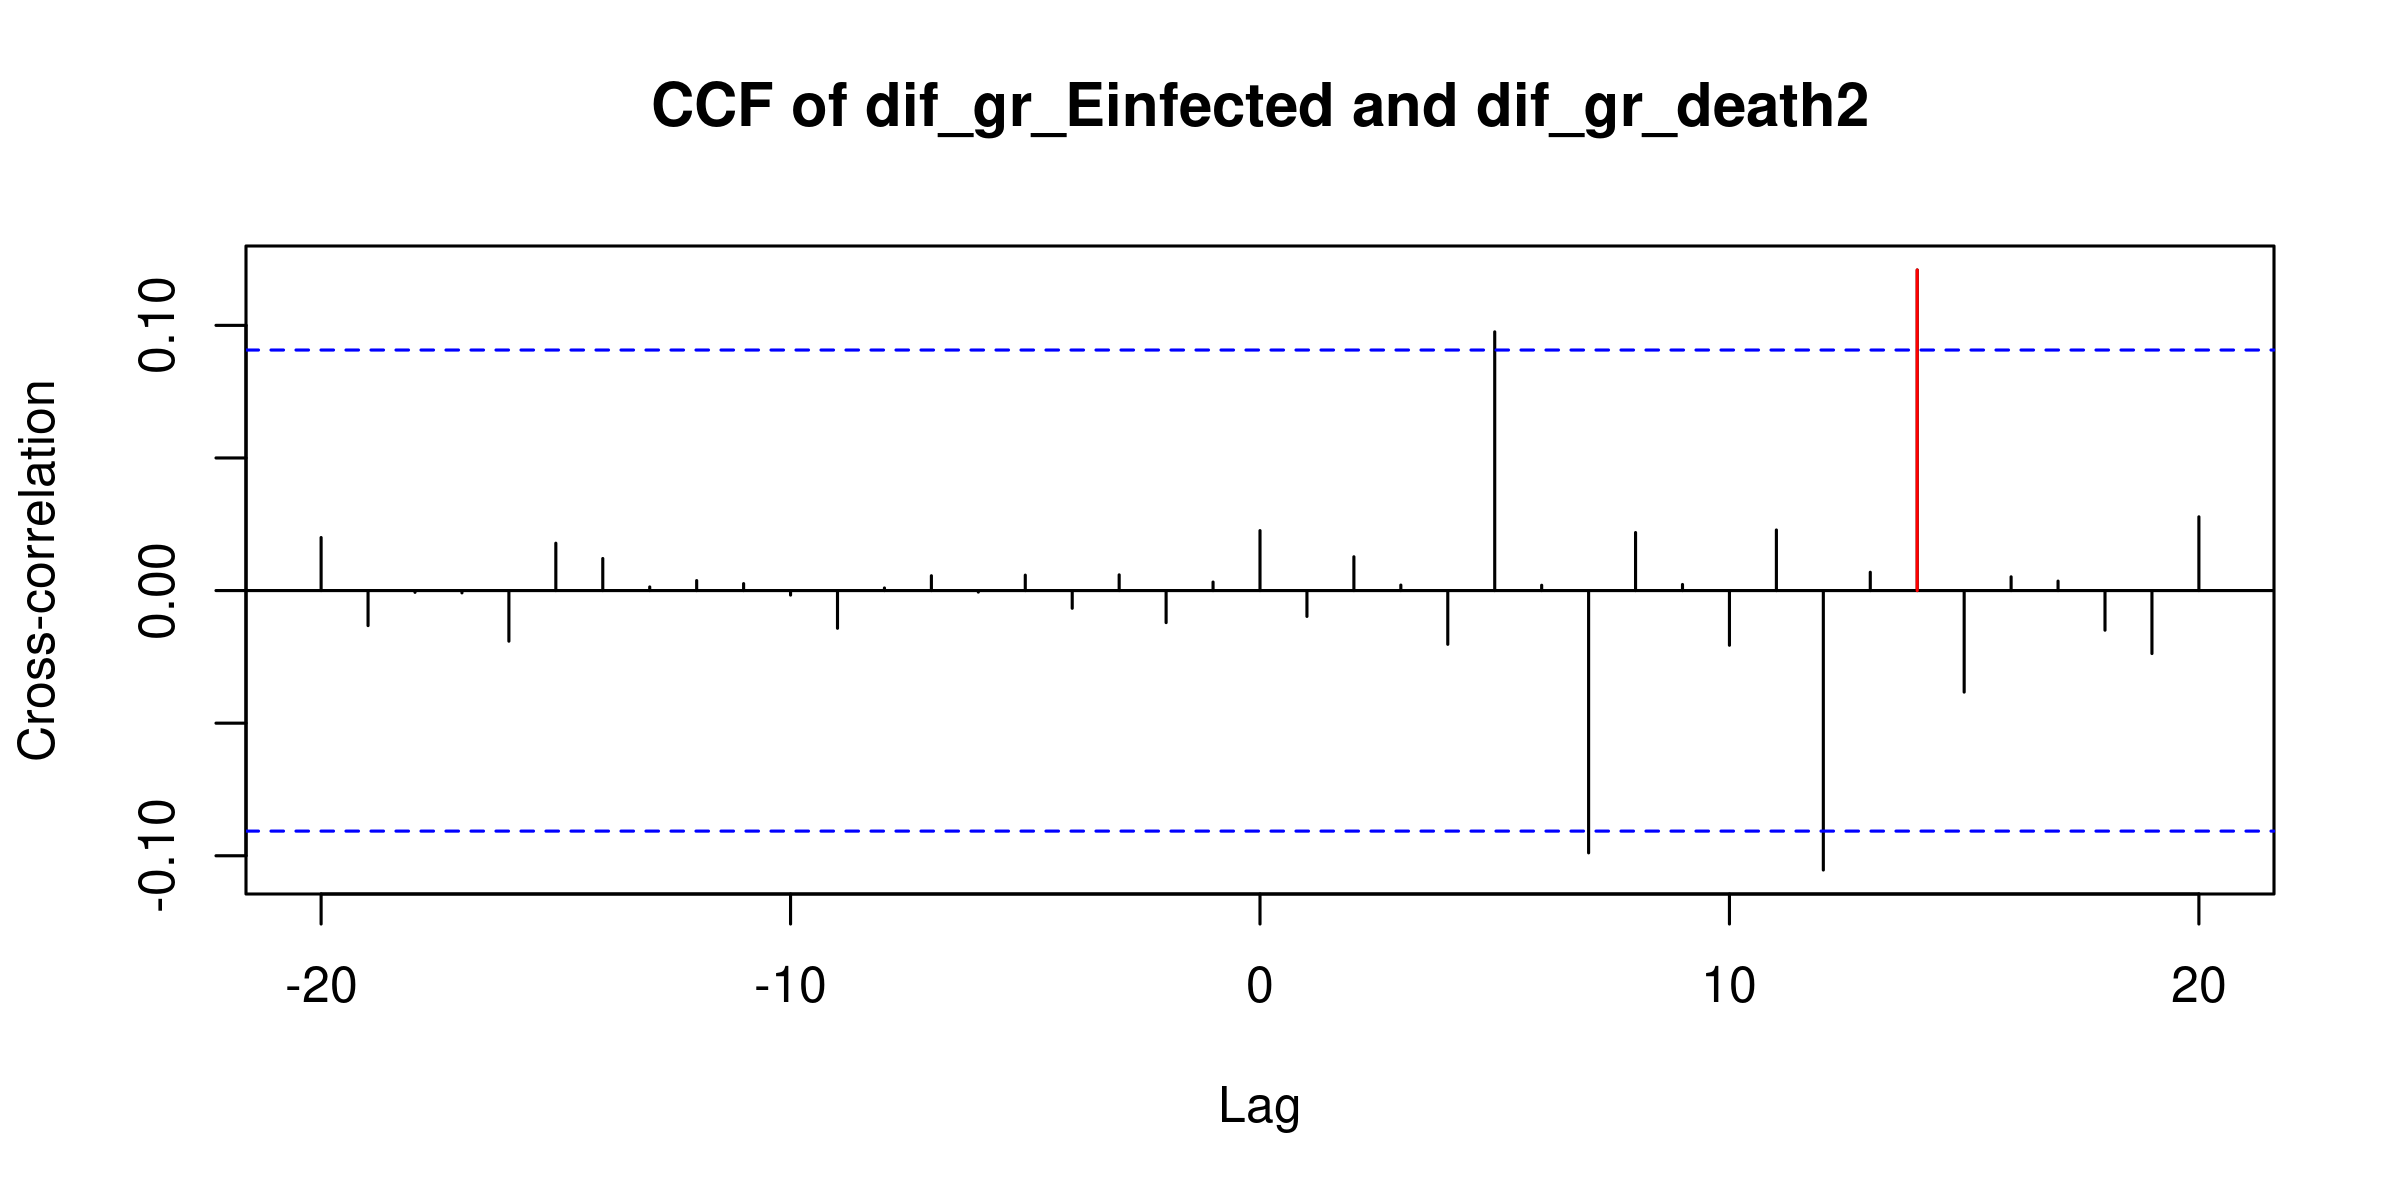 CCF of dif_gr_Einfected and dif_gr_death2
Cross-correlation
0.10
0.00
-0.10
-20 -10 0 10 20
Lag